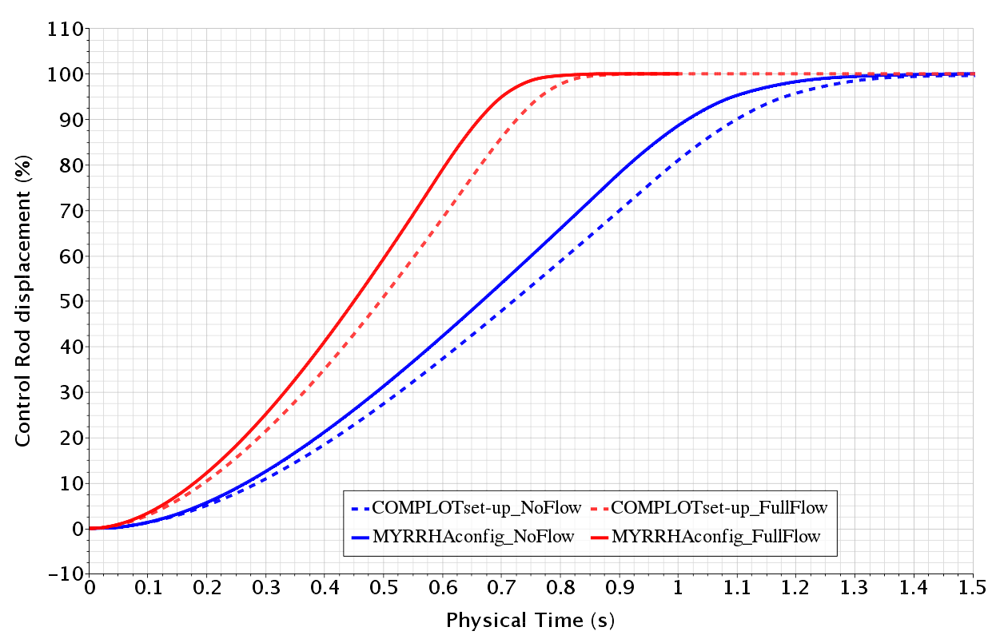 110
100
90
80
70
60
50
40
30
20
10
0
–10
Control Rod displacement (%)
COMPLOTset-up_NoFlow COMPLOTset-up_FullFlow
MYRRHAconfig_NoFlow MYRRHAconfig_FullFlow
0 0.1 0.2 0.3 0.4 0.5 0.6 0.7 0.8 0.9 1 1.1 1.2 1.3 1.4 1.5
Physical Time (s)